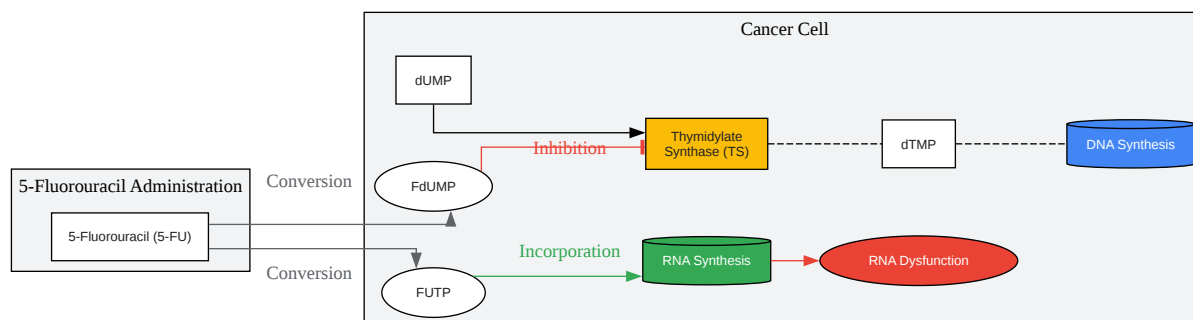 Cancer Cell
dUMP
Thymidylate
Synthase (TS)
dTMP
DNA Synthesis
Inhibition
5-Fluorouracil Administration
Conversion
FdUMP
5-Fluorouracil (5-FU)
Conversion
Incorporation
RNA Synthesis
RNA Dysfunction
FUTP